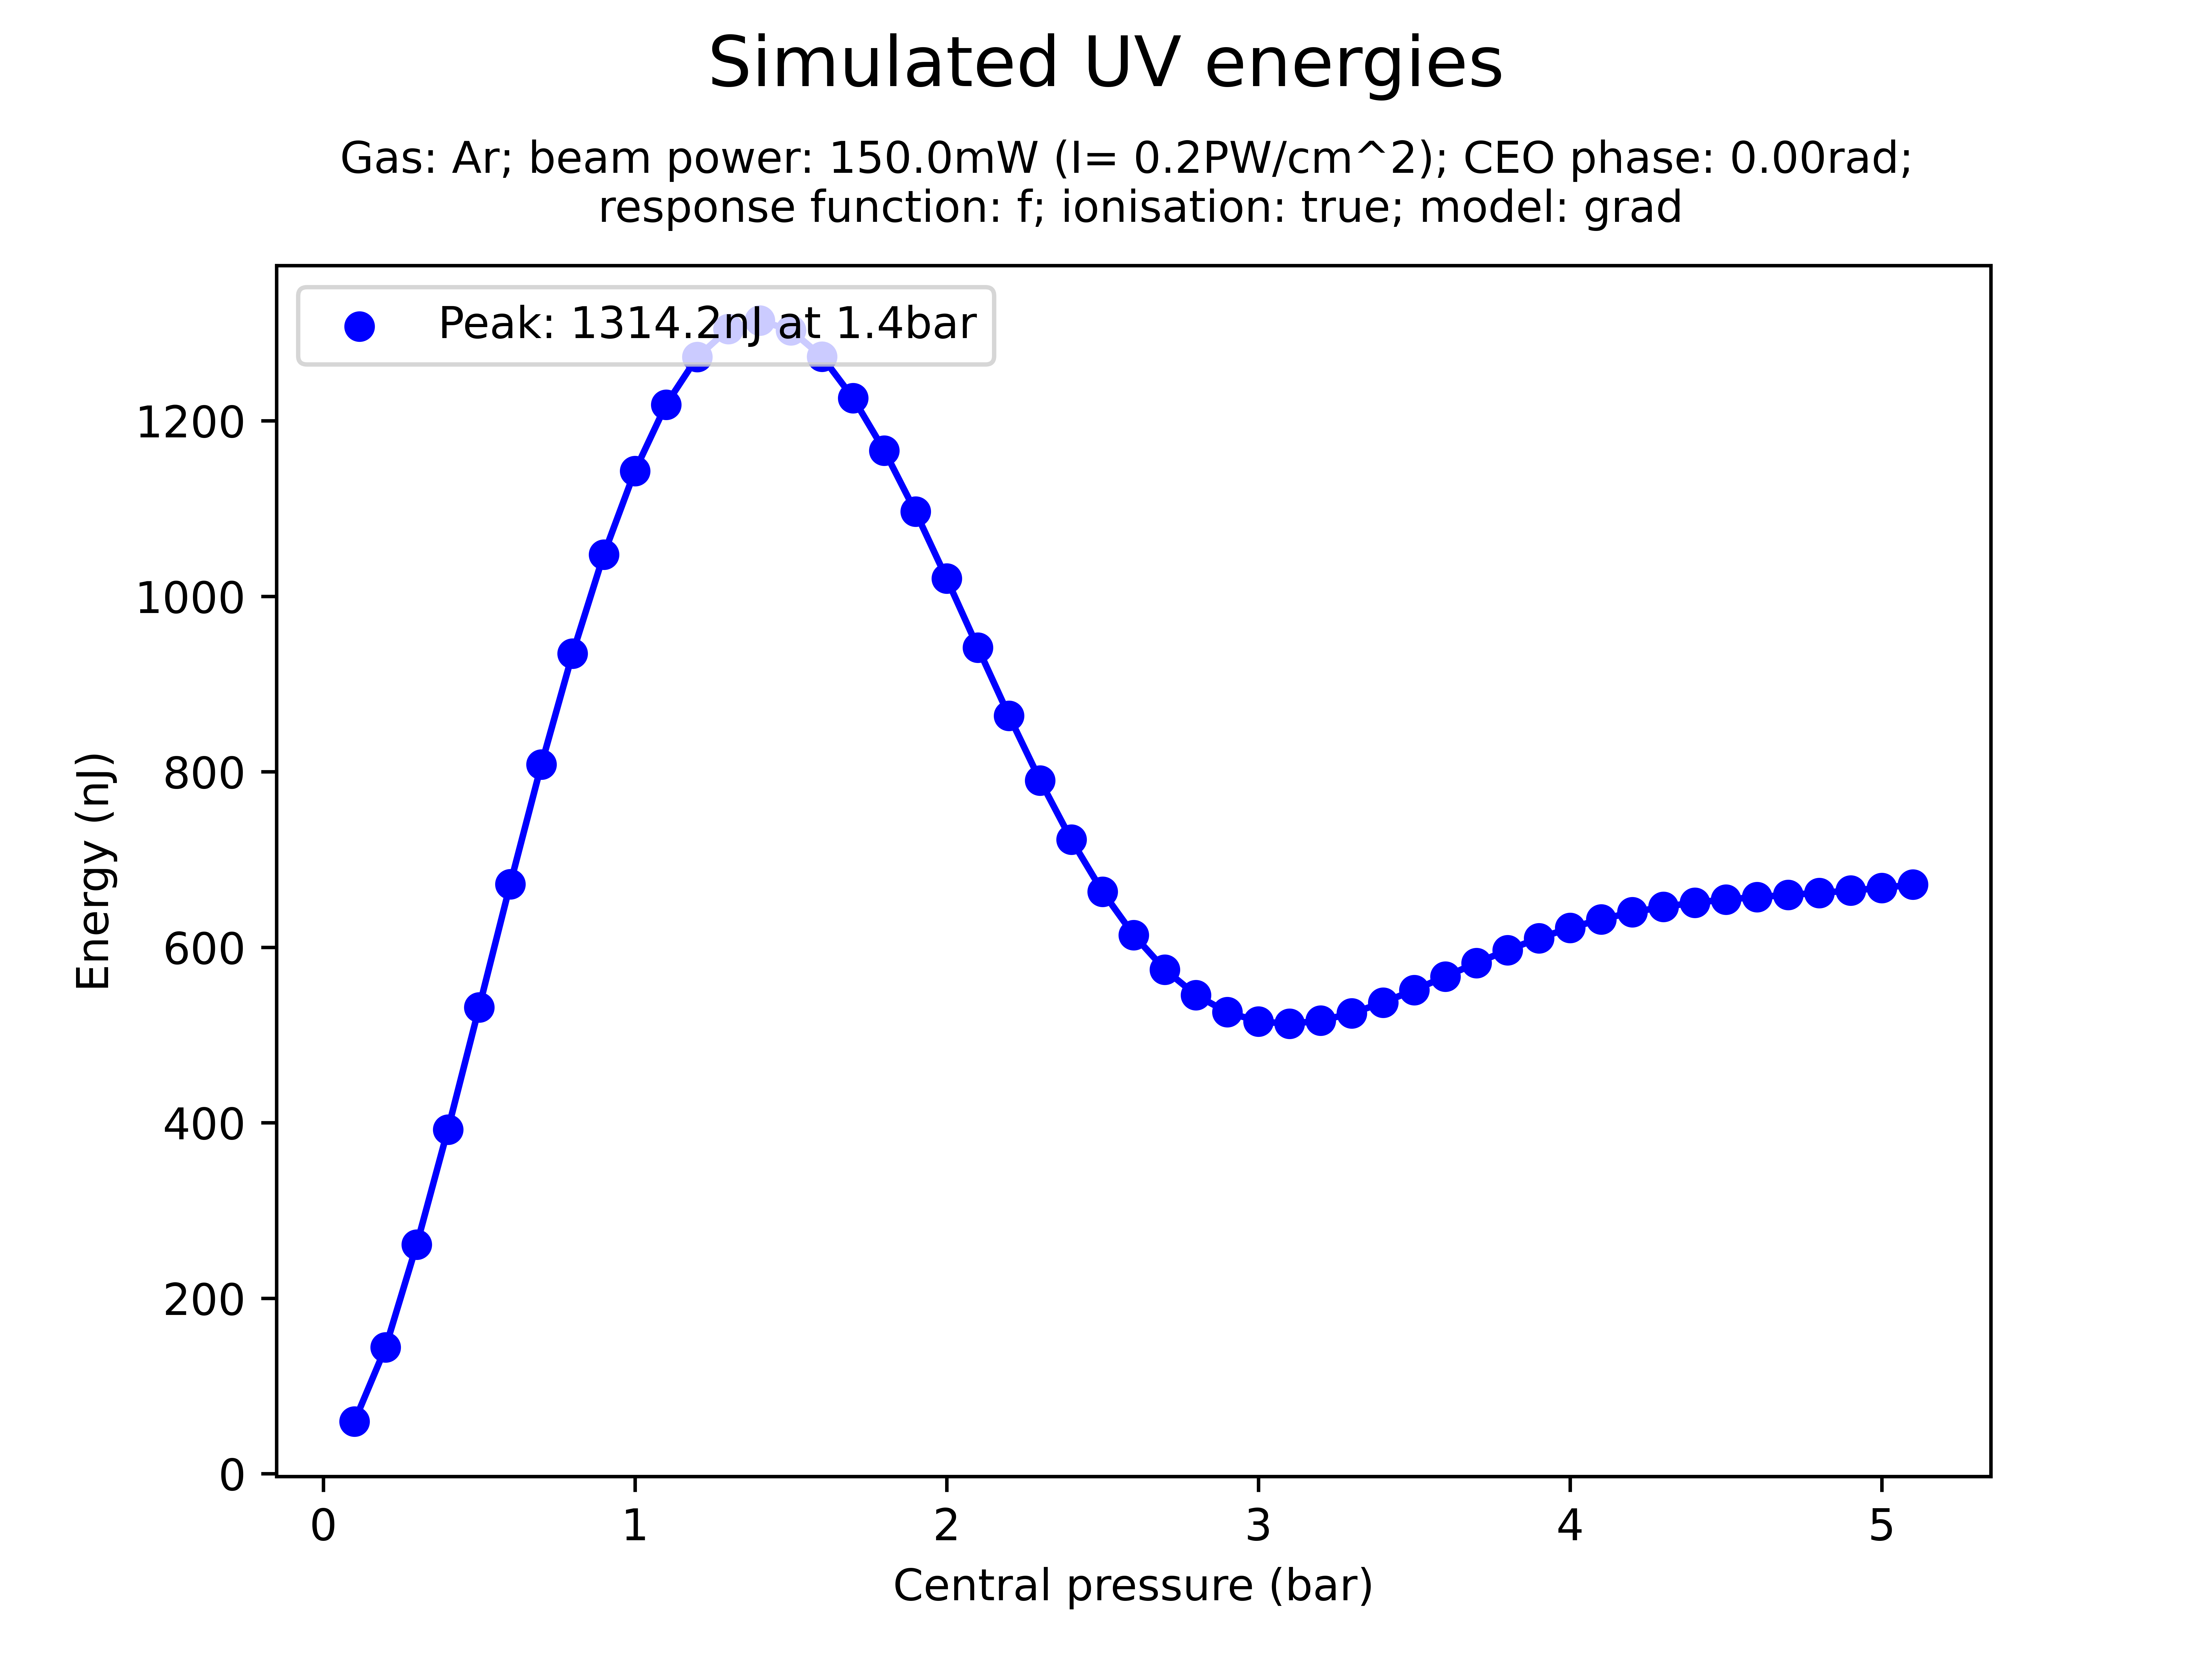 Simulated UV energies
Gas: Ar; beam power: 150.0mW (I= 0.2PW/cm^2); CEO phase: 0.00rad;
response function: f; ionisation: true; model: grad
Peak: 1314.2nJ at 1.4bar
1200
1000
800
600
400
200
0
Energy (nJ)
0 1 2 3 4 5
Central pressure (bar)